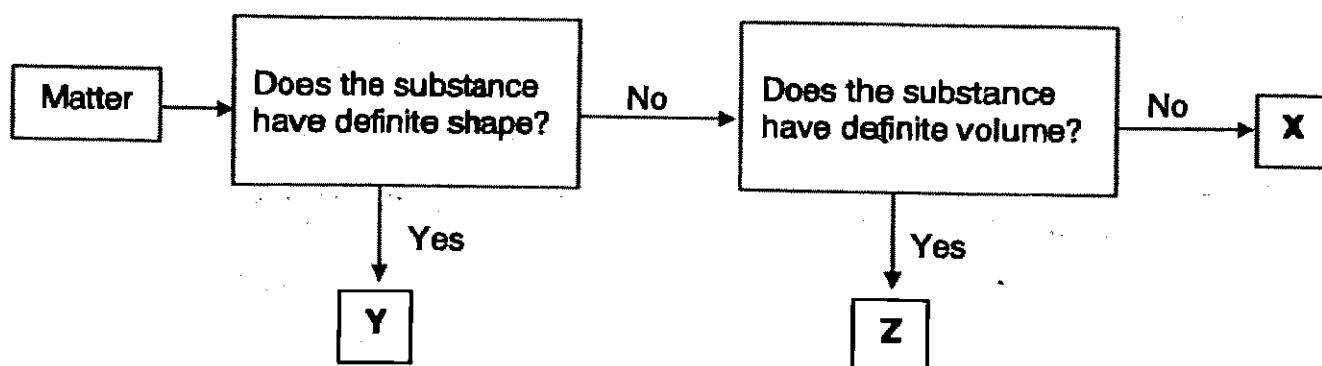 Matter
Does the substance
have definite shape?
No
Does the substance
have definite volume?
No
X
Yes
Yes
Y
Z